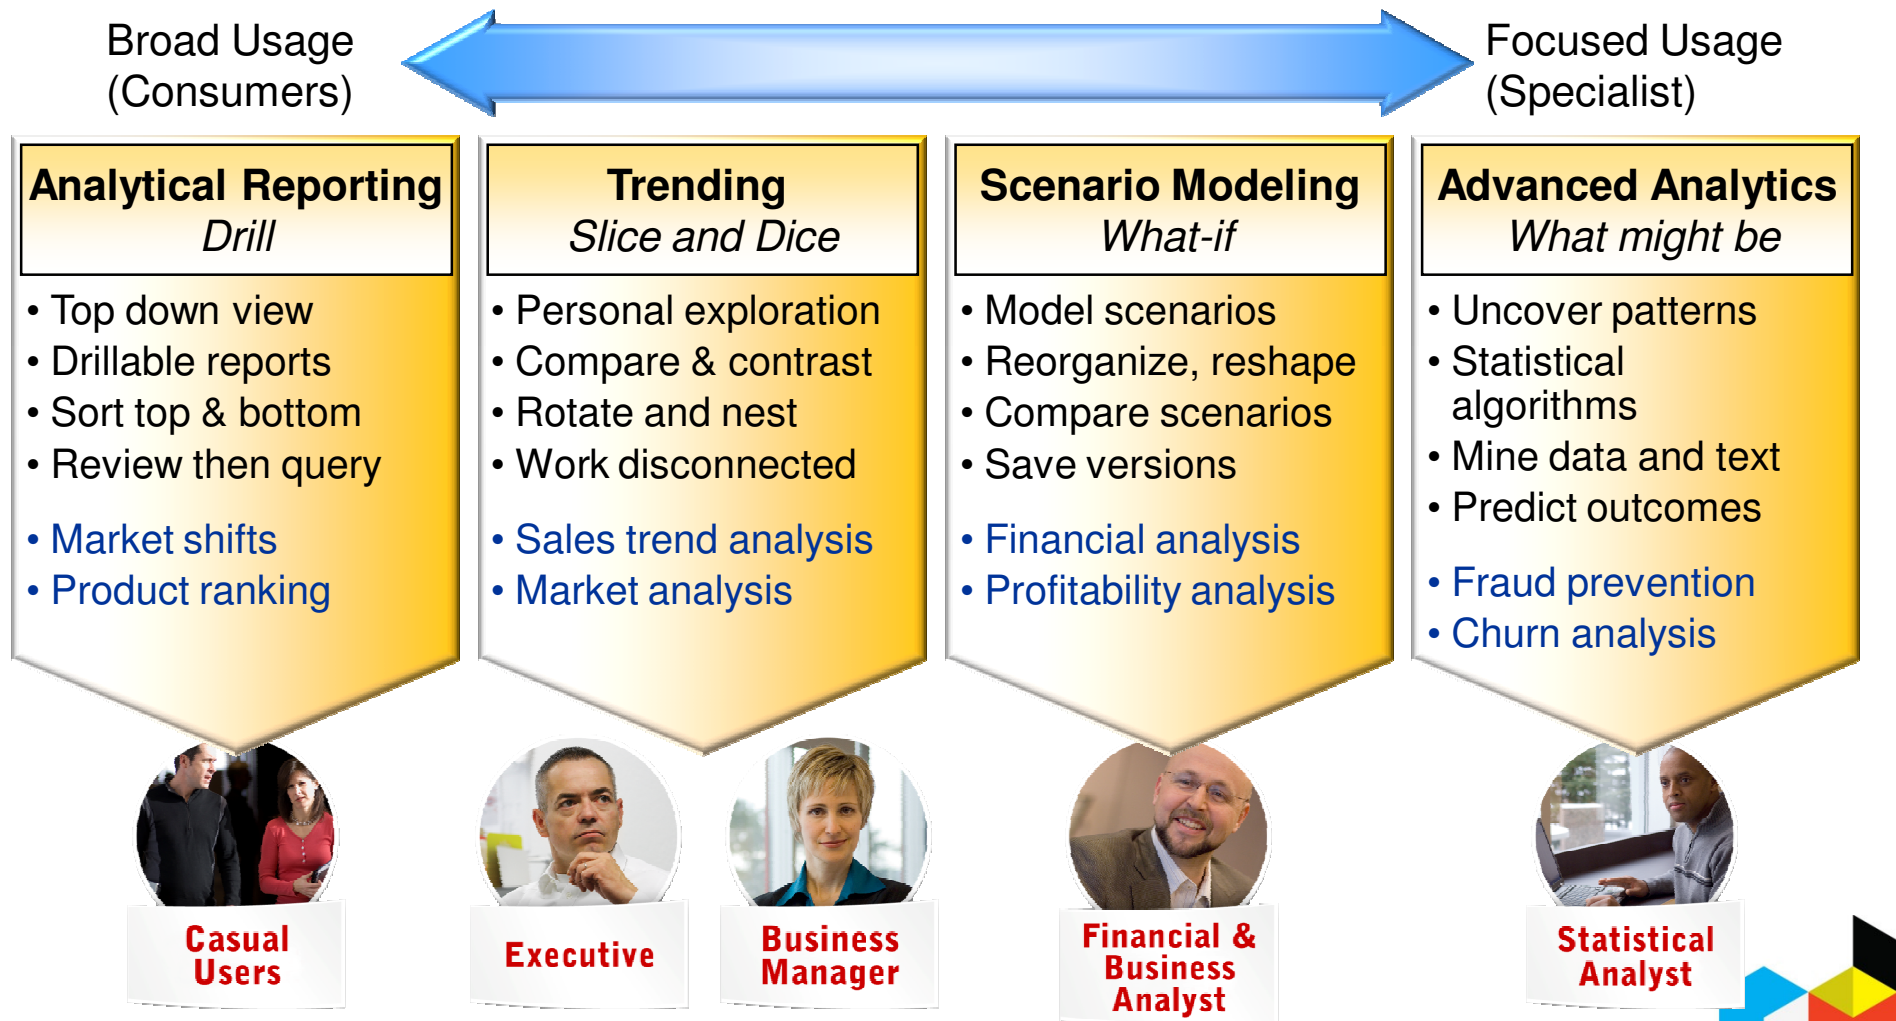 Broad Usage
(Consumers)
Focused Usage
(Specialist)
Analytical Reporting
Drill
• Top down view
• Drillable reports
• Sort top & bottom
• Review then query
• Market shifts
• Product ranking
Trending
Slice and Dice
• Personal exploration
• Compare & contrast
• Rotate and nest
• Work disconnected
• Sales trend analysis
• Market analysis
Scenario Modeling
What-if
• Model scenarios
• Reorganize, reshape
• Compare scenarios
• Save versions
• Financial analysis
• Profitability analysis
Advanced Analytics
What might be
• Uncover patterns
• Statistical
algorithms
• Mine data and text
• Predict outcomes
• Fraud prevention
• Churn analysis
Casual
Users
Executive
Business
Manager
Financial &
Business
Analyst
Statistical
Analyst